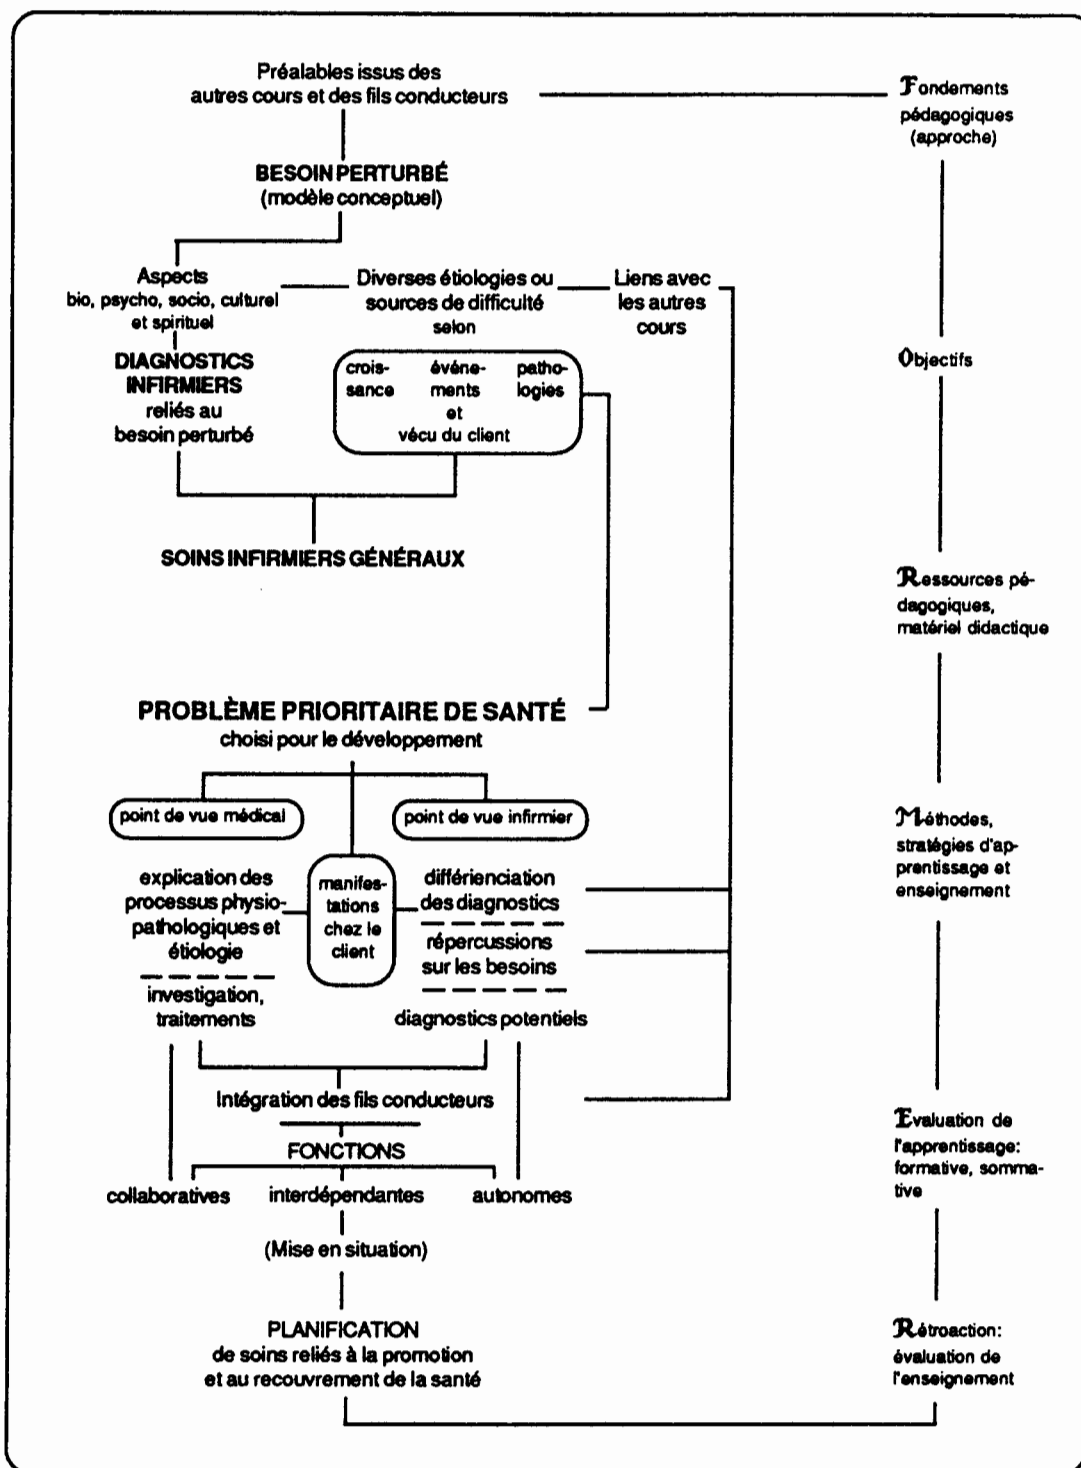 Préalables issus des
autres cours et des fils conducteurs
Fondements
pédagogiques
(approche)
BESOIN PERTURBÉ
(modèle conceptuel)
Aspects
bio, psycho, socio, culturel
et spirituel
Diverses étiologies ou
sources de difficulté
selon
Liens avec
les autres
cours
DIAGNOSTICS
INFIRMIERS
reliés au
besoin perturbé
crois- événe- patho-
sance ments logies
et
vécu du client
Objectifs
SOINS INFIRMIERS GÉNÉRAUX
Ressources pé-
dagogiques,
matériel didactique
PROBLÈME PRIORITAIRE DE SANTÉ
choisi pour le développement
point de vue médical
point de vue infirmier
Méthodes,
stratégies d'ap-
prentissage et
enseignement
explication des
processus physio-
pathologiques et
étiologie
manifes-
tations
chez le
client
différienciation
des diagnostics
répercussions
sur les besoins
investigation,
traitements
diagnostics potentiels
Intégration des fils conducteurs
Evaluation de
l'apprentissage:
formative, somma-
tive
FONCTIONS
collaboratives interdépendantes autonomes
(Mise en situation)
PLANIFICATION
de soins reliés à la promotion
et au recouvrement de la santé
Rétroaction:
évaluation de
l'enseignement